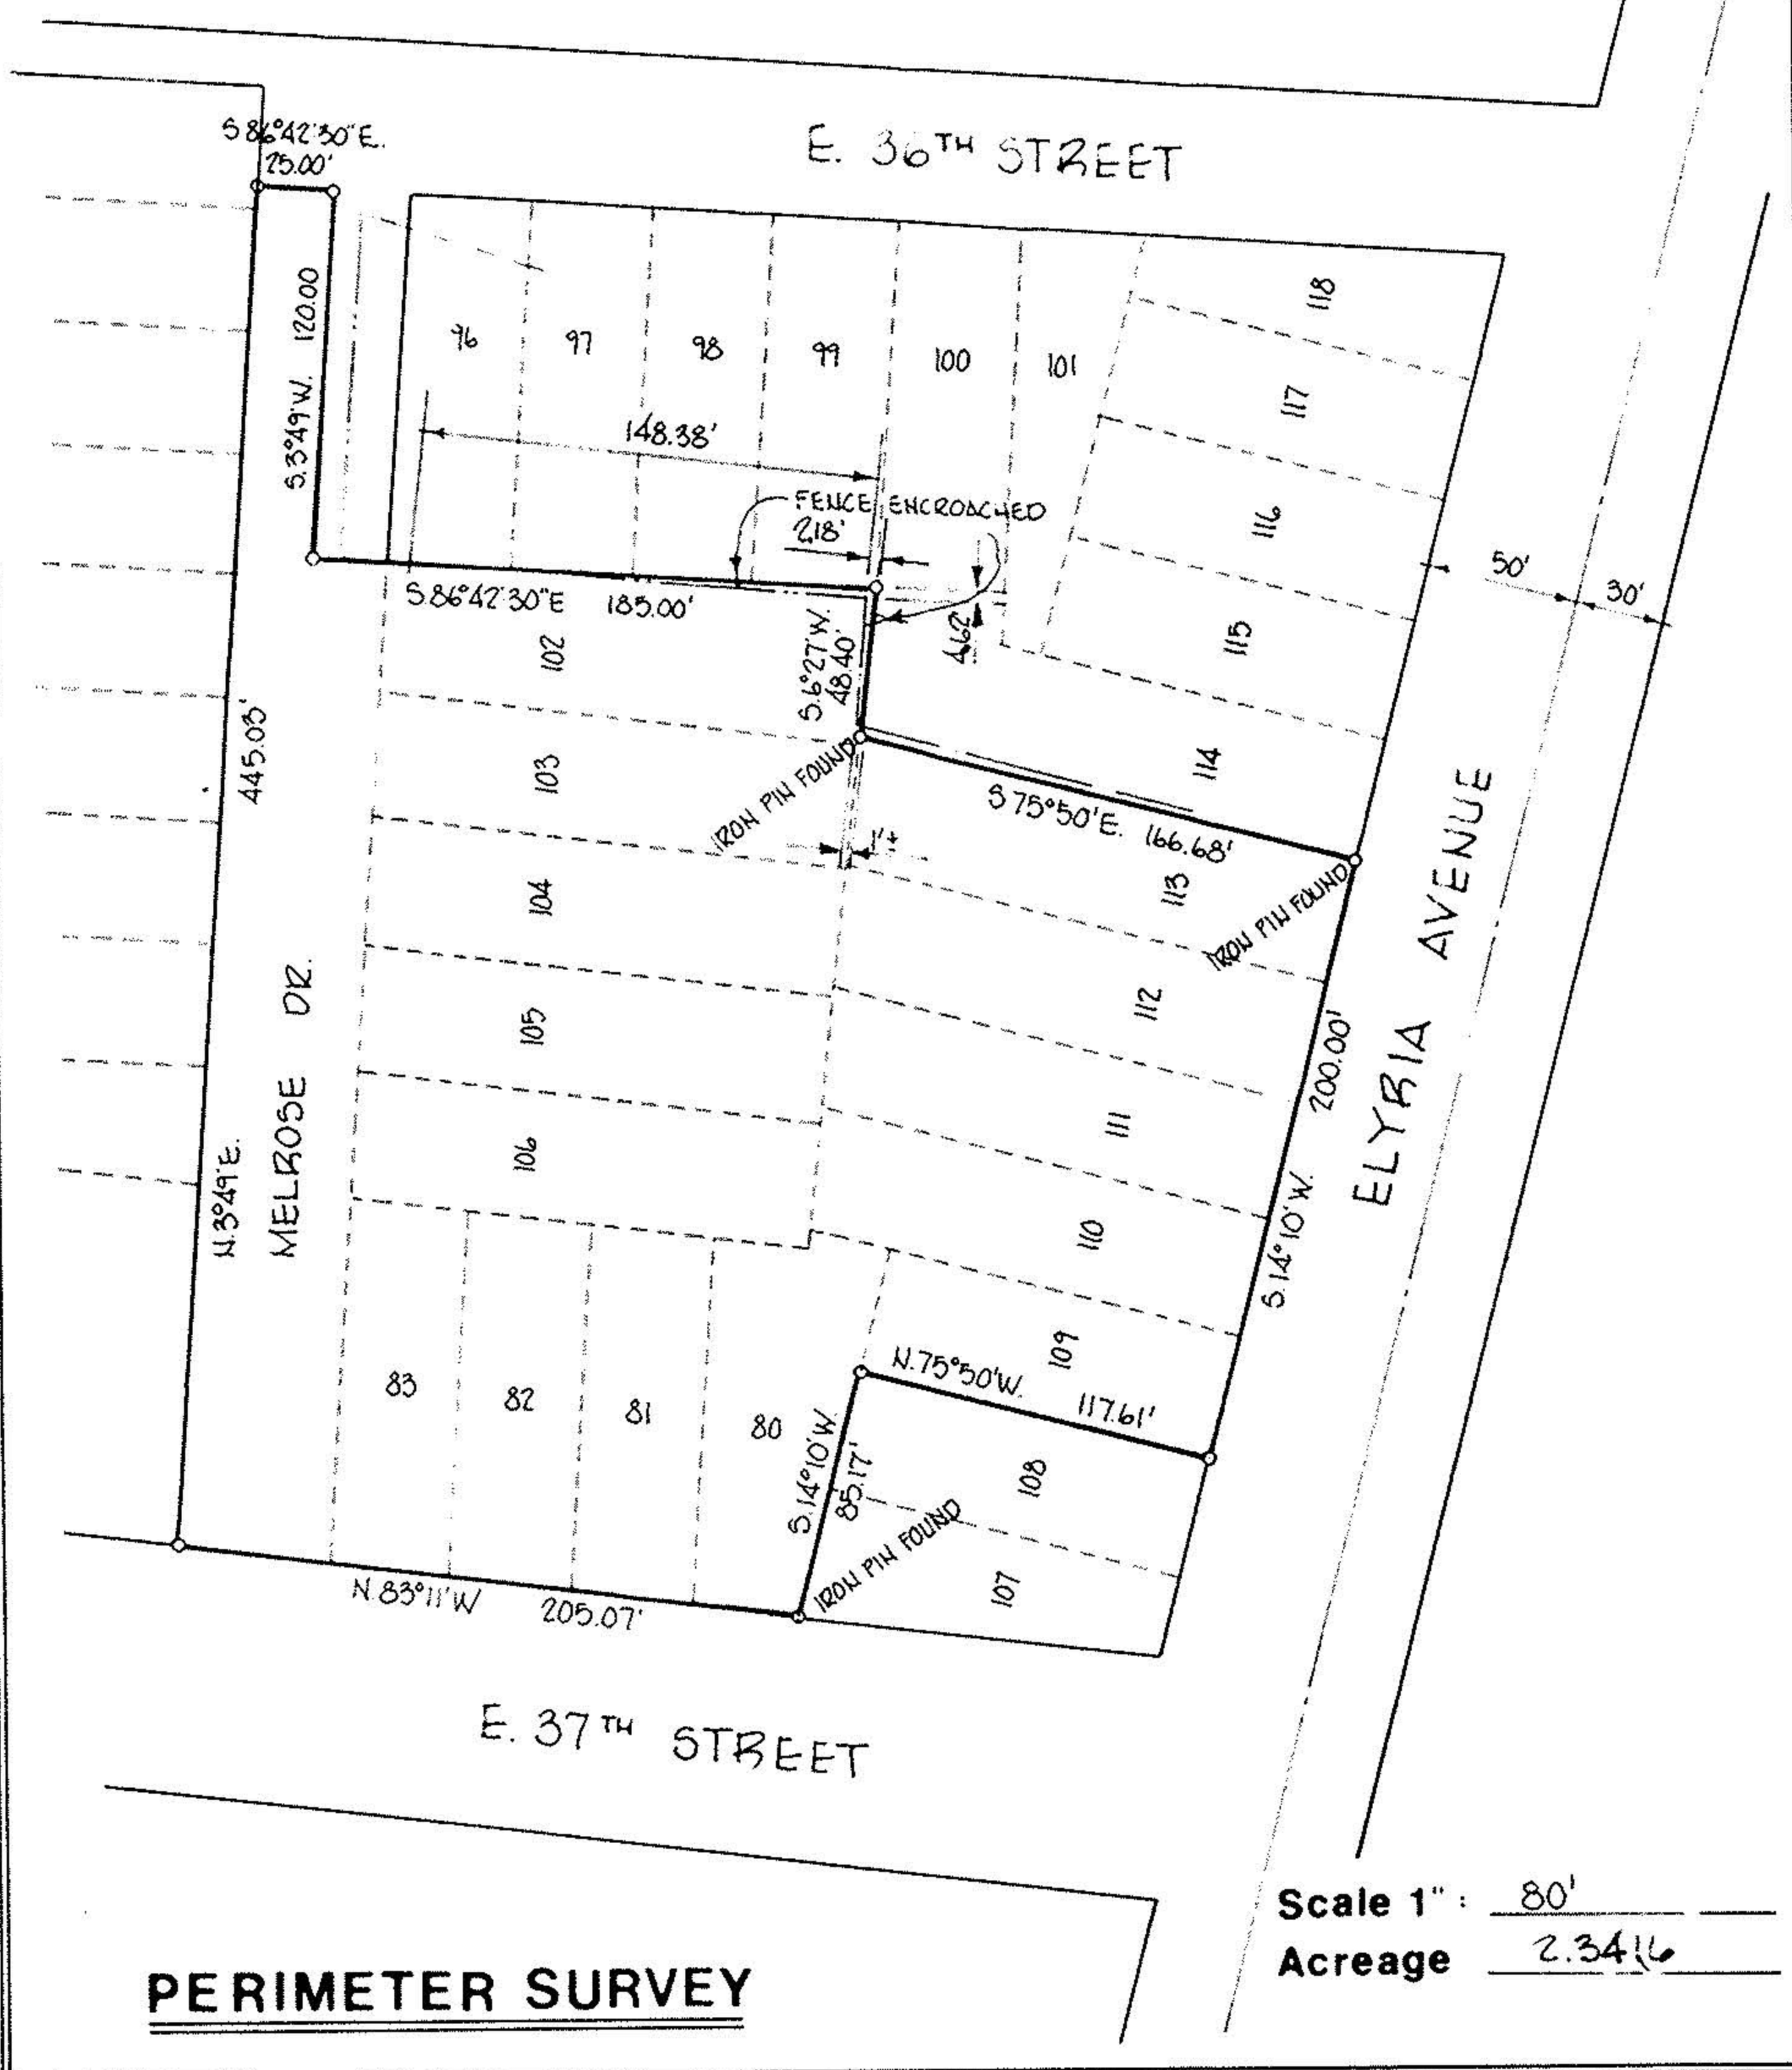 E. 36TH STREET
S 86°42'30" E.
25.00'
S. 3°49' W. 120.00
96
97
98
99
100
101
118
117
116
115
114
148.38'
FENCE ENCROACHED
2.18'
4.62'
50'
30'
S.86°42'30"E 185.00'
S. 6°27' W.
48.40'
102
103
104
105
106
IRON PIN FOUND
1'±
S 75°50'E. 166.68'
IRON PIN FOUND
113
112
111
110
109
108
107
445.03'
N. 3°49' E.
MELROSE DR.
ELYRIA AVENUE
S. 14°10' W. 200.00'
N. 75°50' W. 117.61'
83
82
81
80
S. 14°10' W.
85.17'
IRON PIN FOUND
N. 83°11' W 205.07'
E. 37TH STREET
Scale 1": 80'
Acreage 2.3416
PERIMETER SURVEY